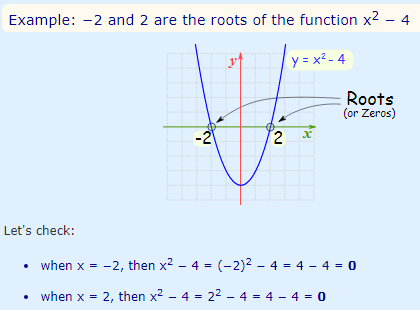 Example: −2 and 2 are the roots of the function x² − 4
y
y = x² - 4
Roots
(or Zeros)
-2
2
x
Let's check:
• when x = −2, then x² − 4 = (−2)² − 4 = 4 − 4 = 0
• when x = 2, then x² − 4 = 2² − 4 = 4 − 4 = 0